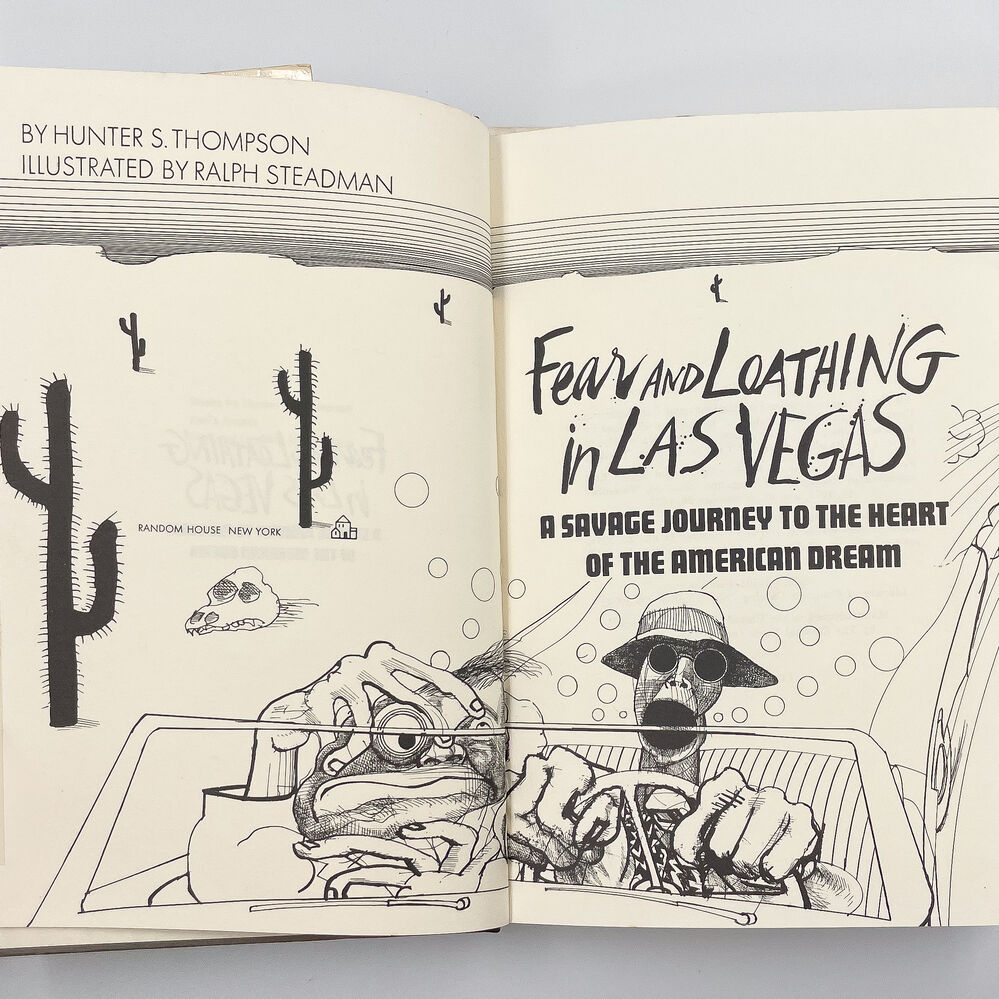 BY HUNTER S. THOMPSON
ILLUSTRATED BY RALPH STEADMAN
RANDOM HOUSE NEW YORK
Fear AND LOATHING
in LAS VEGAS
A SAVAGE JOURNEY TO THE HEART
OF THE AMERICAN DREAM